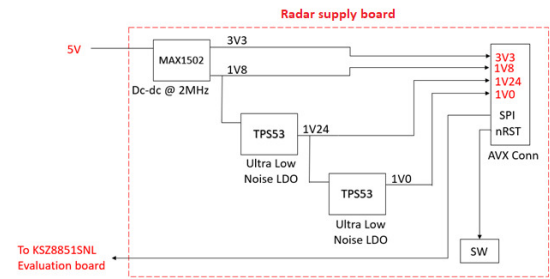 Radar supply board
5V
MAX1502
3V3
1V8
Dc-dc @ 2MHz
3V3
1V8
1V24
1V0
SPI
nRST
AVX Conn
TPS53
1V24
Ultra Low
Noise LDO
TPS53
1V0
Ultra Low
Noise LDO
SW
To KSZ8851SNL
Evaluation board